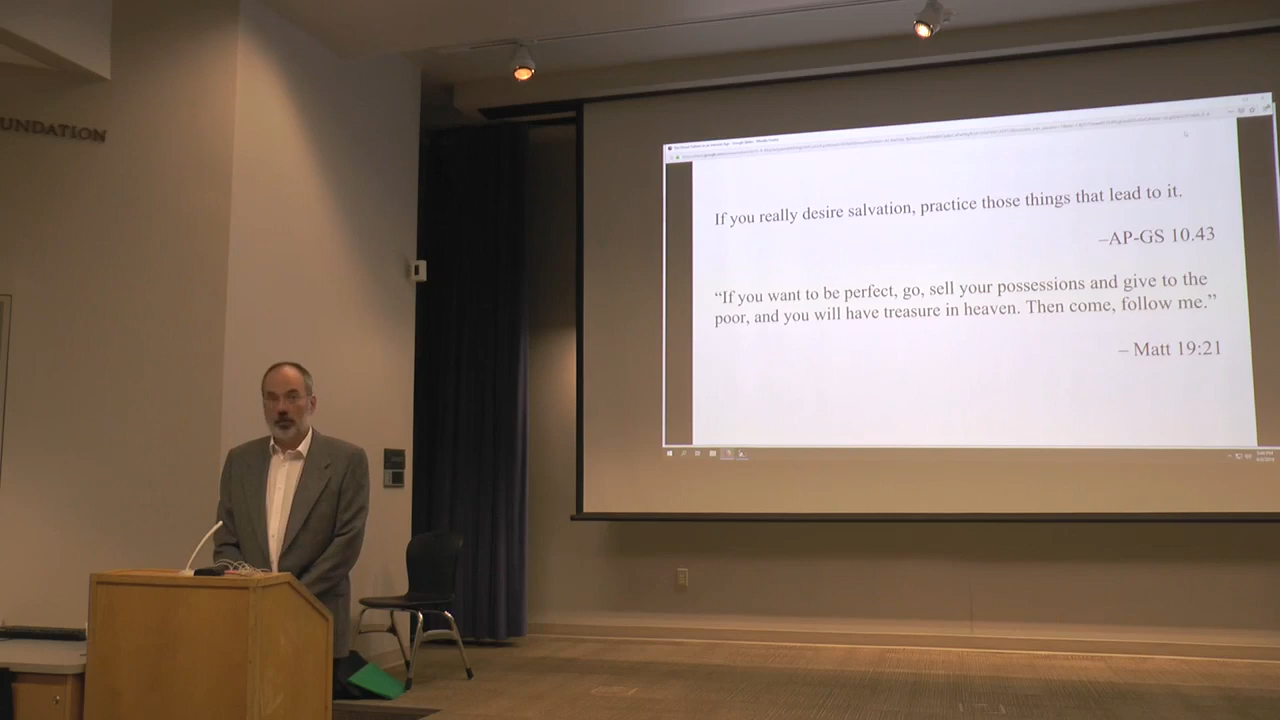 UNDATION
If you really desire salvation, practice those things that lead to it.
–AP-GS 10.43
“If you want to be perfect, go, sell your possessions and give to the
poor, and you will have treasure in heaven. Then come, follow me.”
– Matt 19:21